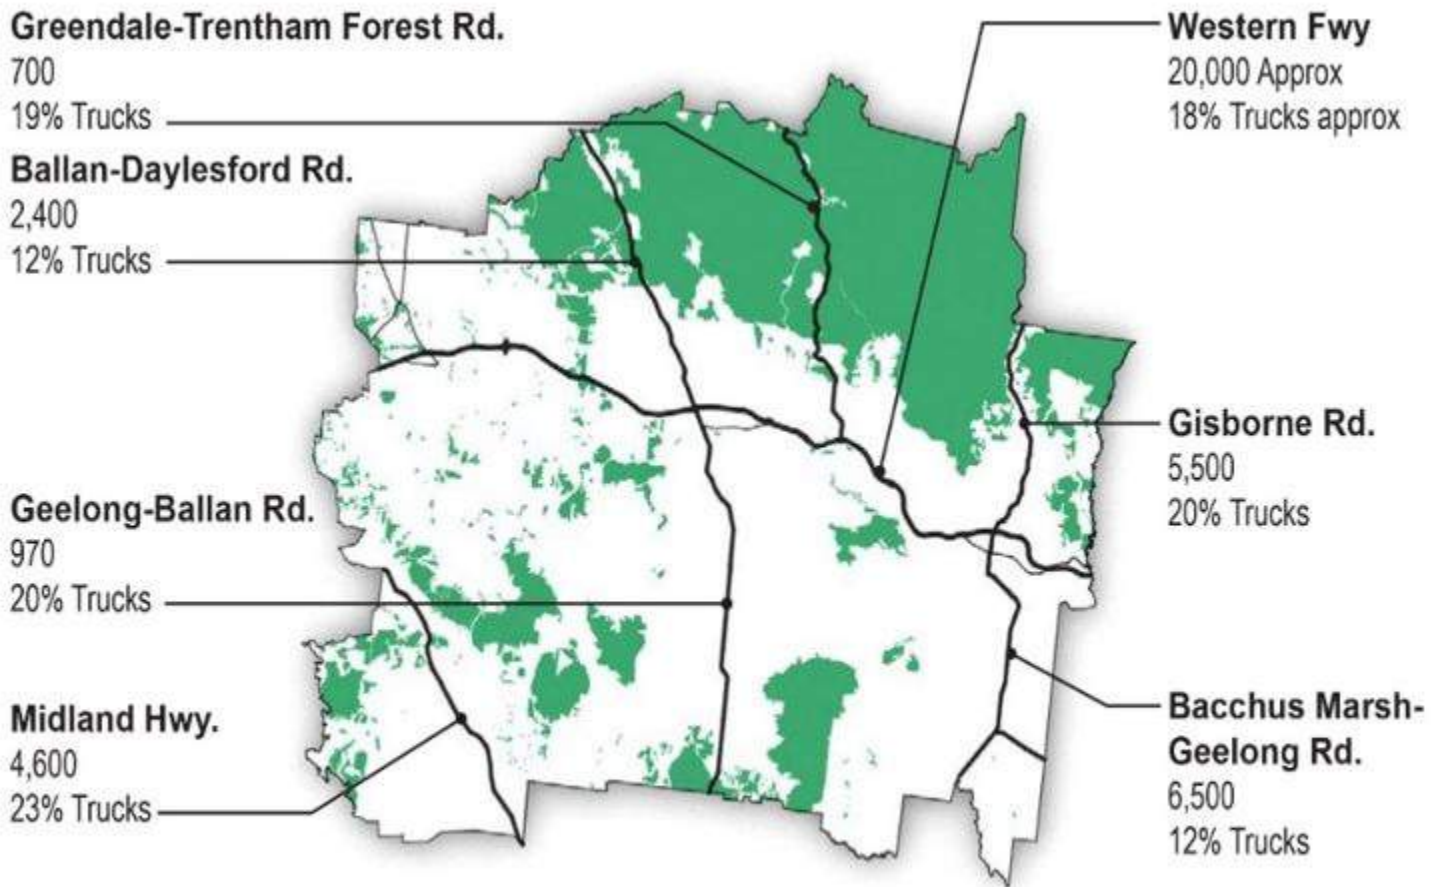 Greendale-Trentham Forest Rd.
700
19% Trucks
Ballan-Daylesford Rd.
2,400
12% Trucks
Geelong-Ballan Rd.
970
20% Trucks
Midland Hwy.
4,600
23% Trucks
Western Fwy
20,000 Approx
18% Trucks approx
Gisborne Rd.
5,500
20% Trucks
Bacchus Marsh-
Geelong Rd.
6,500
12% Trucks